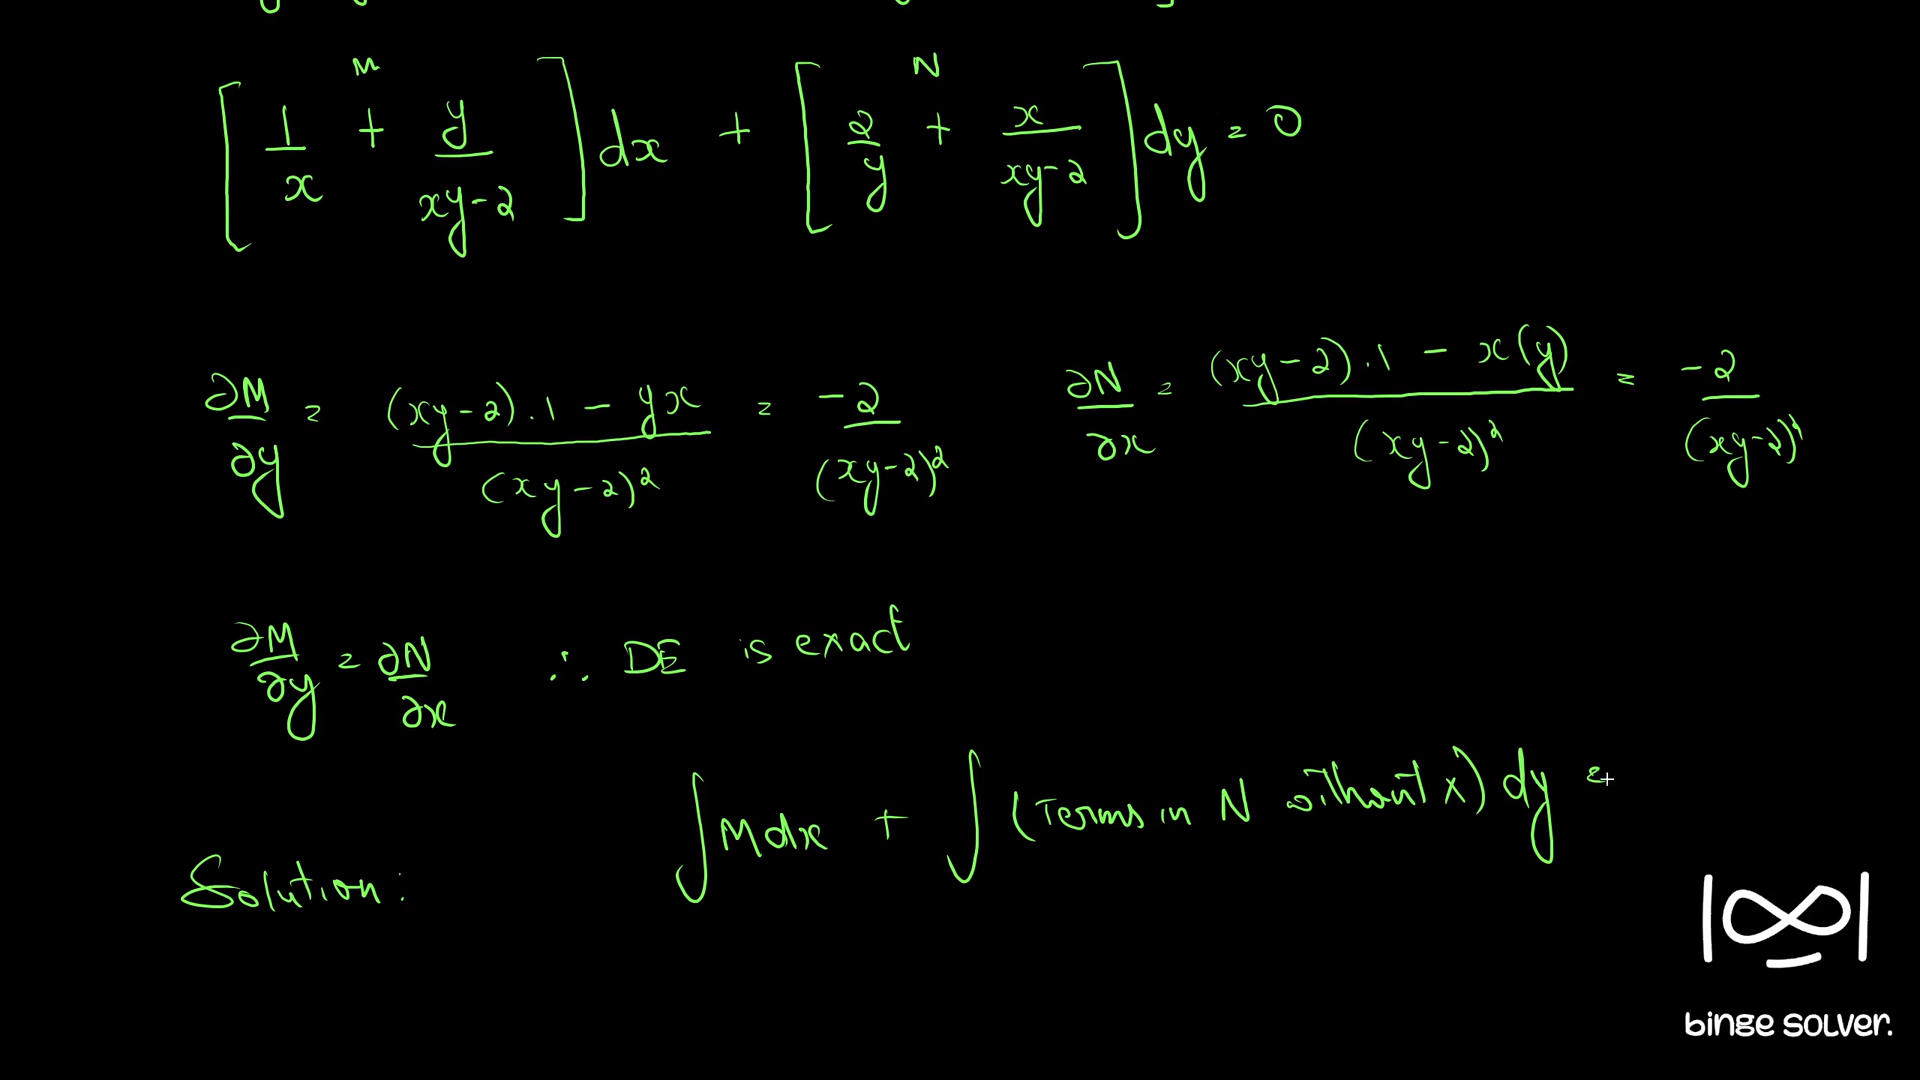 M N
[1/x + y/(xy-2)] dx + [2/y + x/(xy-2)] dy = 0
∂M/∂y = ((xy-2).1 - yx)/(xy-2)² = -2/(xy-2)² ∂N/∂x = ((xy-2).1 - x(y))/(xy-2)² = -2/(xy-2)²
∂M/∂y = ∂N/∂x ∴ DE is exact
Solution: ∫Mdx + ∫(Terms in N without x) dy =
binge solver.